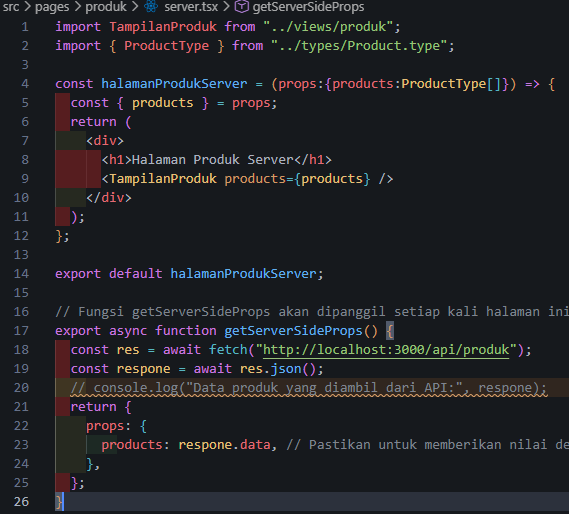 src > pages > produk > server.tsx > getServerSideProps
1 import TampilanProduk from "../views/produk";
2 import { ProductType } from "../types/Product.type";
3
4 const halamanProdukServer = (props:{products:ProductType[]}) => {
5 const { products } = props;
6 return (
7 <div>
8 <h1>Halaman Produk Server</h1>
9 <TampilanProduk products={products} />
10 </div>
11 );
12 };
13
14 export default halamanProdukServer;
15
16 // Fungsi getServerSideProps akan dipanggil setiap kali halaman ini
17 export async function getServerSideProps() {
18 const res = await fetch("http://localhost:3000/api/produk");
19 const respone = await res.json();
20 // console.log("Data produk yang diambil dari API:", respone);
21 return {
22 props: {
23 products: respone.data, // Pastikan untuk memberikan nilai de
24 },
25 };
26 }